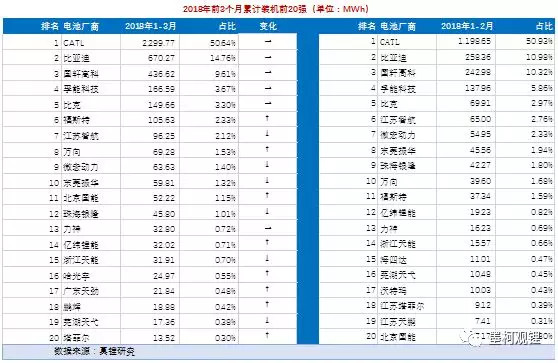 2018年前3个月累计装机前20强（单位：MWh）
排名 电池厂商 2018年1-3月 占比 变化 排名 电池厂商 2018年1-2月 占比
1 CATL 2,299.77 50.64% → 1 CATL 1,198.65 50.93%
2 比亚迪 670.27 14.76% → 2 比亚迪 258.36 10.98%
3 国轩高科 436.62 9.61% → 3 国轩高科 242.98 10.32%
4 孚能科技 166.59 3.67% → 4 孚能科技 137.96 5.86%
5 比克 149.66 3.30% → 5 比克 69.91 2.97%
6 福斯特 105.63 2.33% ↑ 6 江苏智航 65.00 2.76%
7 江苏智航 96.25 2.12% ↓ 7 微宏动力 54.95 2.33%
8 万向 69.28 1.53% ↑ 8 东莞振华 45.56 1.94%
9 微宏动力 63.63 1.40% ↓ 9 珠海银隆 42.27 1.80%
10 东莞振华 59.81 1.32% ↓ 10 万向 39.60 1.68%
11 北京国能 52.22 1.15% ↑ 11 福斯特 37.34 1.59%
12 珠海银隆 45.80 1.01% ↓ 12 亿纬锂能 19.23 0.82%
13 力神 32.80 0.72% → 13 力神 16.23 0.69%
14 亿纬锂能 32.02 0.71% ↑ 14 浙江天能 15.57 0.66%
15 浙江天能 31.91 0.70% ↓ 15 海四达 11.01 0.47%
16 哈光宇 24.97 0.55% ↑ 16 芜湖天弋 10.48 0.45%
17 广东天劲 21.84 0.48% ↑ 17 沃特玛 10.03 0.43%
18 鹏辉 18.88 0.42% ↑ 18 江苏塔菲尔 9.12 0.39%
19 芜湖天弋 17.36 0.38% ↓ 19 江苏天鹏 7.41 0.31%
20 塔菲尔 13.52 0.30% ↓ 20 北京国能
数据来源：真锂研究
墨柯观锂